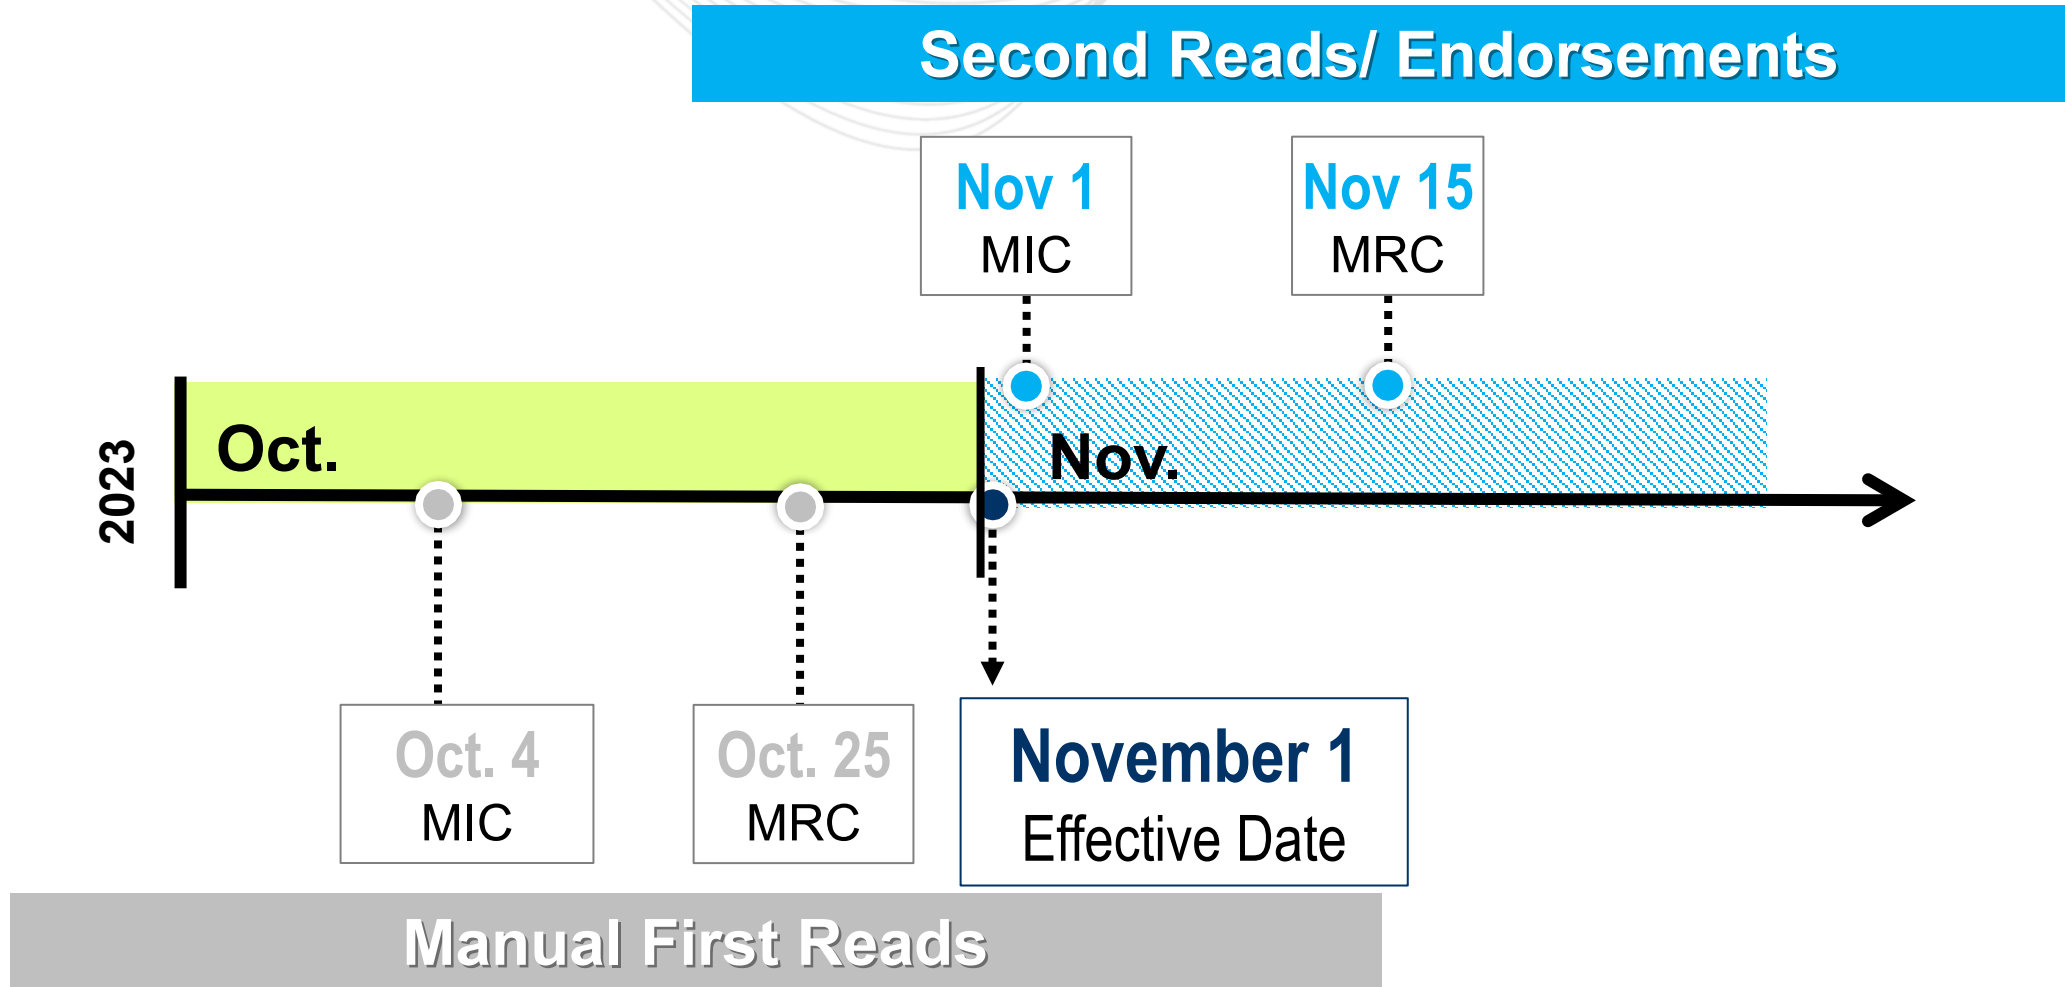 Second Reads/ Endorsements
Nov 1
MIC
Nov 15
MRC
2023
Oct.
Nov.
Oct. 4
MIC
Oct. 25
MRC
November 1
Effective Date
Manual First Reads